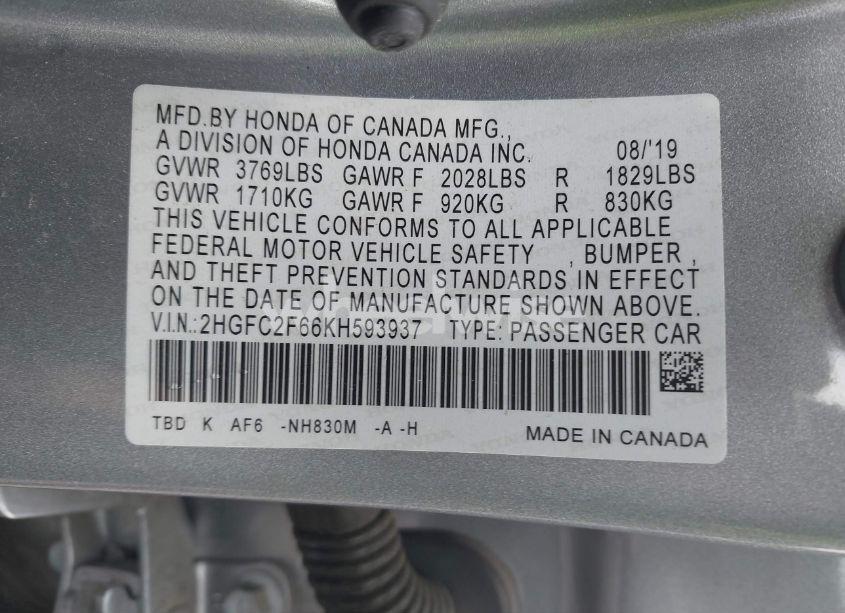 MFD.BY HONDA OF CANADA MFG.,
A DIVISION OF HONDA CANADA INC. 08/'19
GVWR 3769LBS GAWR F 2028LBS R 1829LBS
GVWR 1710KG GAWR F 920KG R 830KG
THIS VEHICLE CONFORMS TO ALL APPLICABLE
FEDERAL MOTOR VEHICLE SAFETY , BUMPER ,
AND THEFT PREVENTION STANDARDS IN EFFECT
ON THE DATE OF MANUFACTURE SHOWN ABOVE.
V.I.N.:2HGFC2F66KH593937 TYPE: PASSENGER CAR
TBD K AF6 -NH830M -A -H MADE IN CANADA